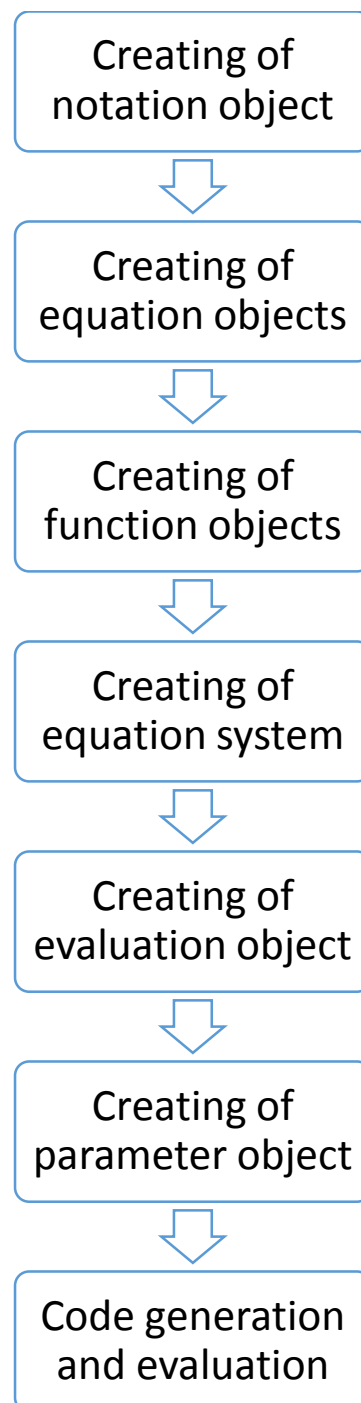 Creating of
notation object
Creating of
equation objects
Creating of
function objects
Creating of
equation system
Creating of
evaluation object
Creating of
parameter object
Code generation
and evaluation